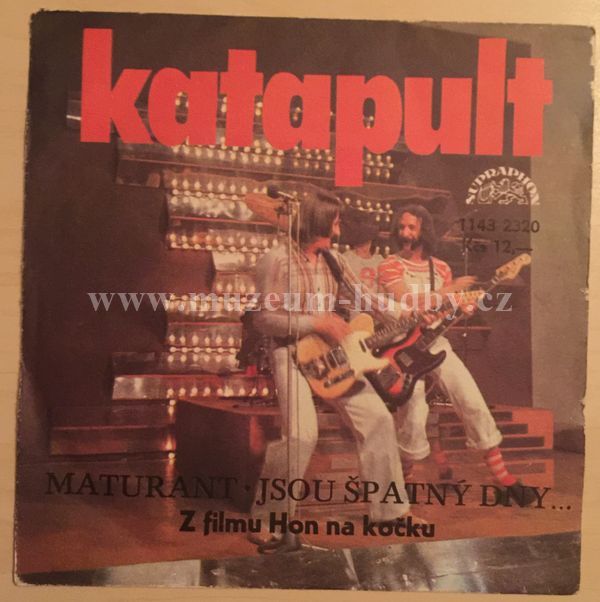 katapult
SUPRAPHON
1143 2320
Kčs 12,—
www.muzeum-hudby.cz
MATURANT · JSOU ŠPATNÝ DNY...
Z filmu Hon na kočku